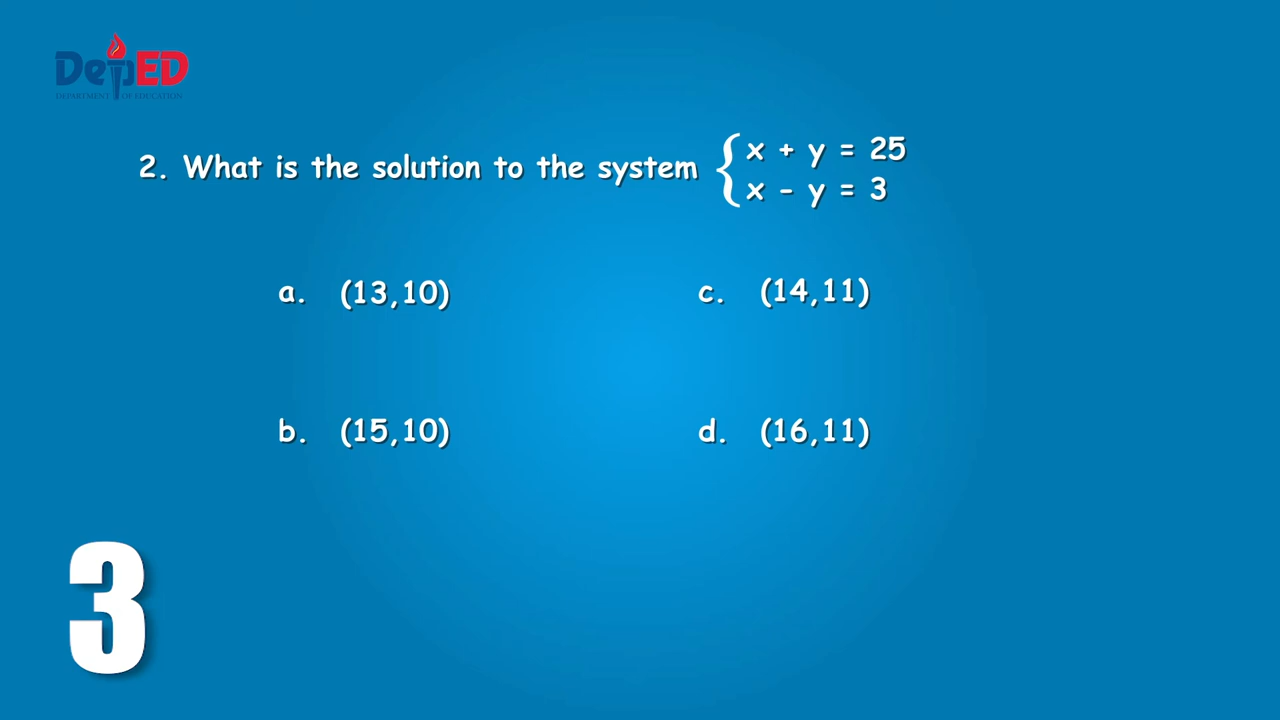 DepED
DEPARTMENT OF EDUCATION
2. What is the solution to the system { x + y = 25
x - y = 3
a. (13,10)
c. (14,11)
b. (15,10)
d. (16,11)
3